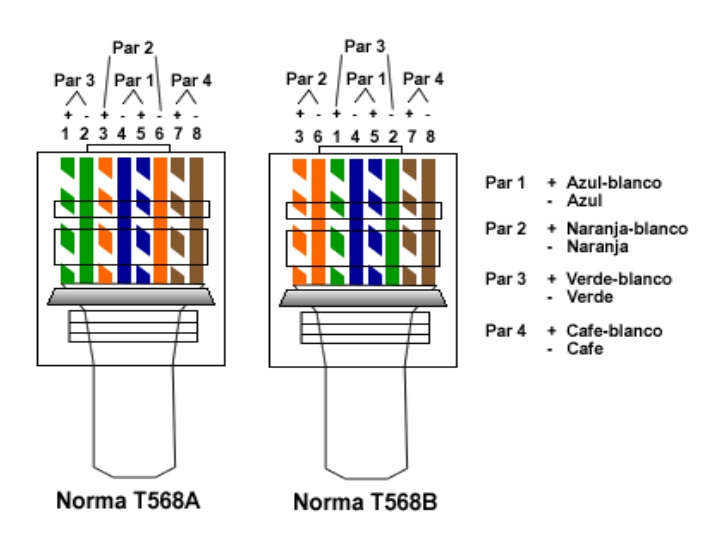 Par 2
Par 3 Par 1 Par 4
+ - + - + - + -
1 2 3 4 5 6 7 8
Norma T568A
Par 3
Par 2 Par 1 Par 4
+ - + - + - + -
3 6 1 4 5 2 7 8
Norma T568B
Par 1 + Azul-blanco
- Azul
Par 2 + Naranja-blanco
- Naranja
Par 3 + Verde-blanco
- Verde
Par 4 + Cafe-blanco
- Cafe